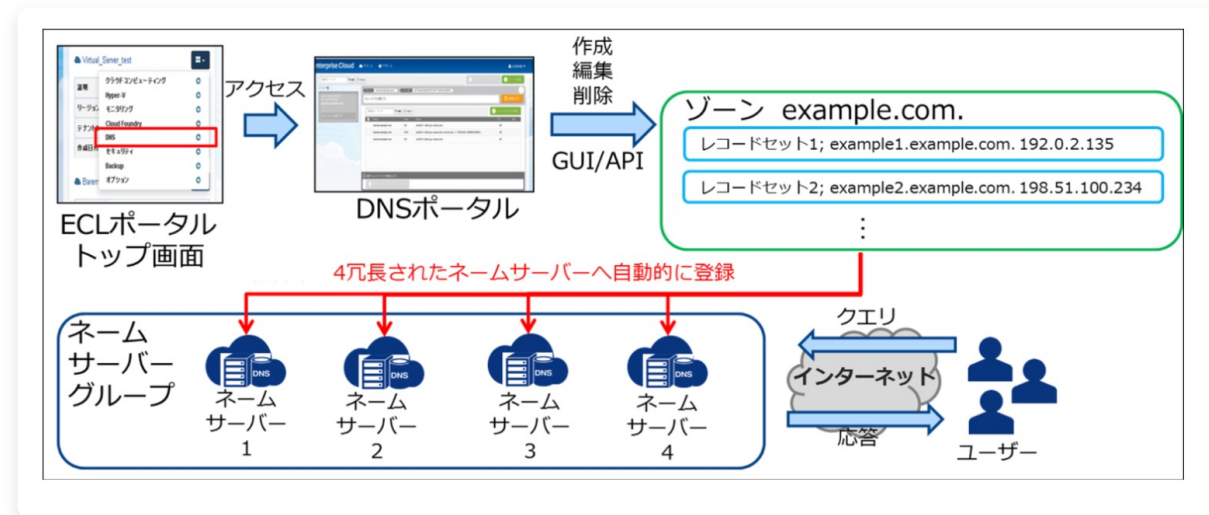 Virtual_Server_test
クラウド/コンピューティング
Hyper-V
モニタリング
Cloud Foundry
DNS
セキュリティ
Backup
オプション
説明
アクセス
Enterprise Cloud
作成
編集
削除
GUI/API
ECLポータル
トップ画面
DNSポータル
ゾーン example.com.
レコードセット1; example1.example.com. 192.0.2.135
レコードセット2; example2.example.com. 198.51.100.234
⋮
4冗長されたネームサーバーへ自動的に登録
ネーム
サーバー
グループ
DNS
ネーム
サーバー
1
DNS
ネーム
サーバー
2
DNS
ネーム
サーバー
3
DNS
ネーム
サーバー
4
クエリ
インターネット
応答
ユーザー